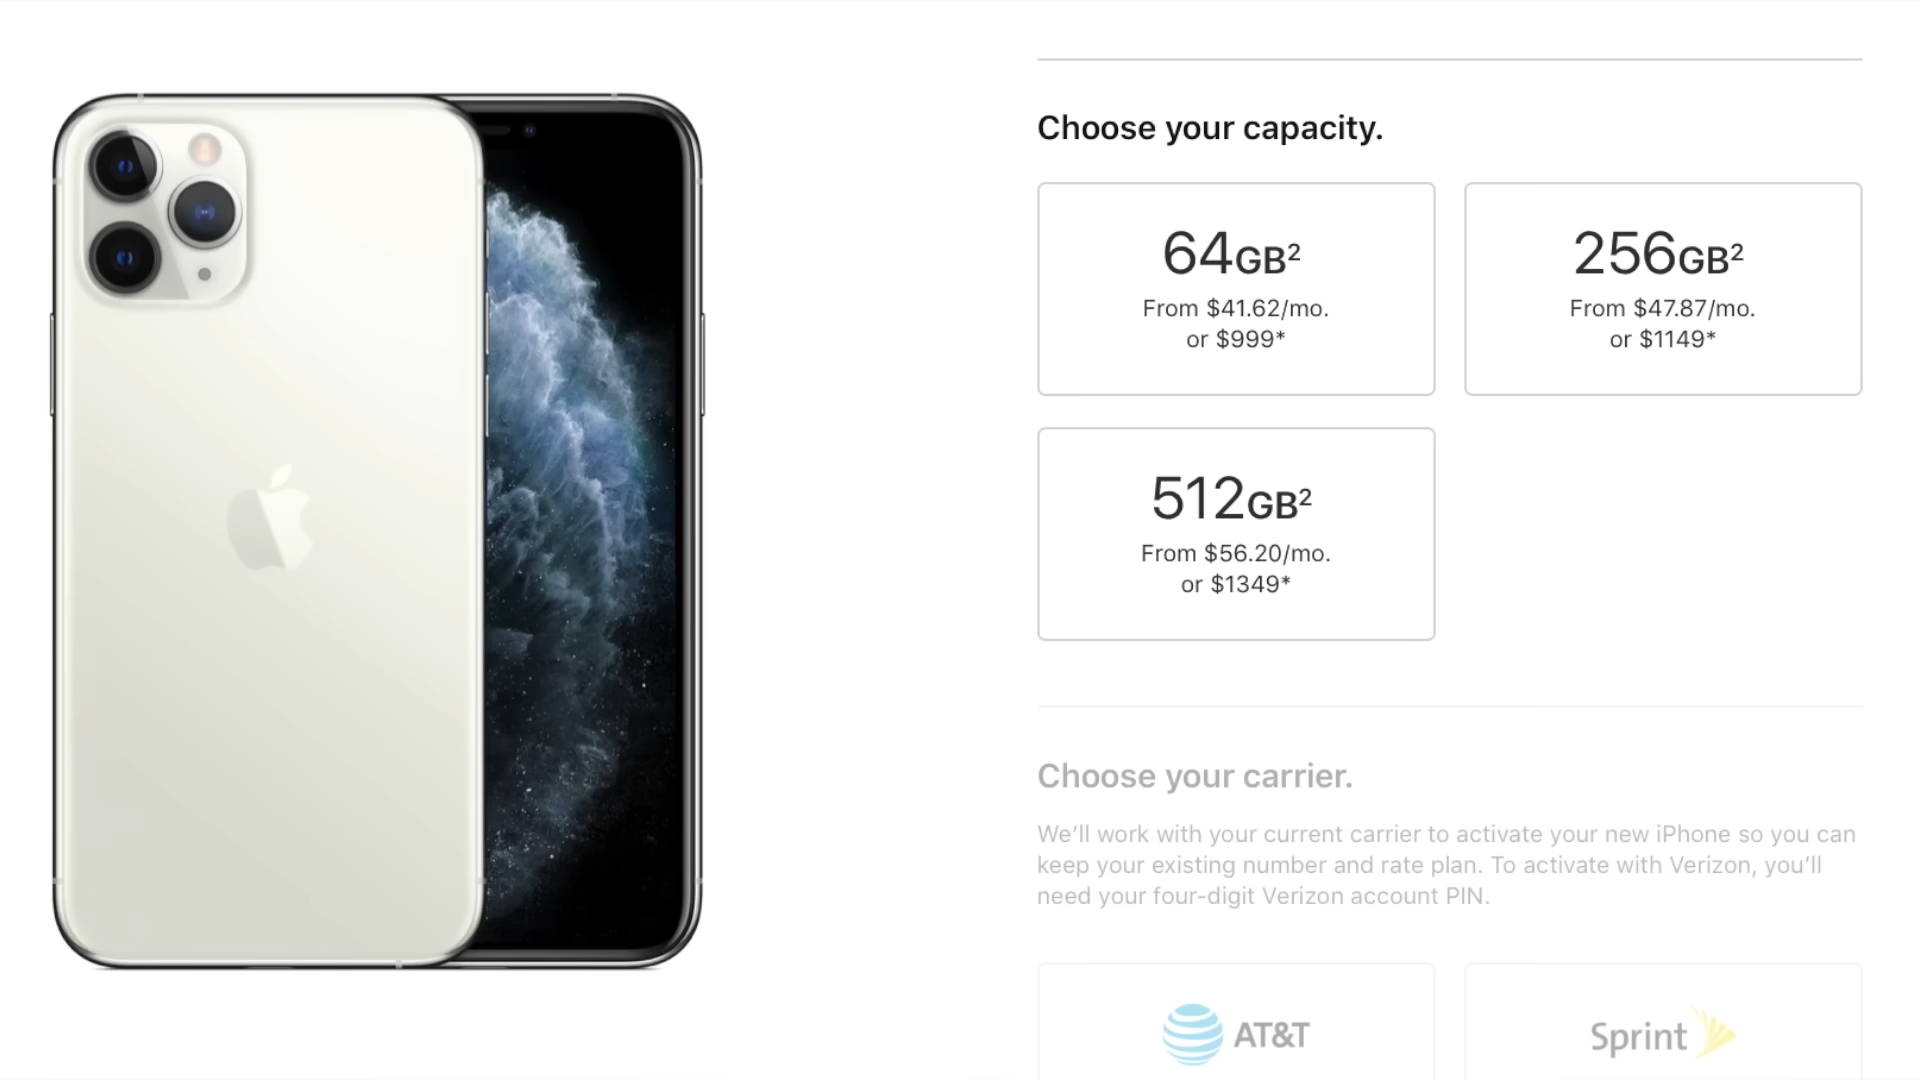 Choose your capacity.
64GB²
From $41.62/mo.
or $999*
256GB²
From $47.87/mo.
or $1149*
512GB²
From $56.20/mo.
or $1349*
Choose your carrier.
We’ll work with your current carrier to activate your new iPhone so you can
keep your existing number and rate plan. To activate with Verizon, you’ll
need your four-digit Verizon account PIN.
AT&T
Sprint